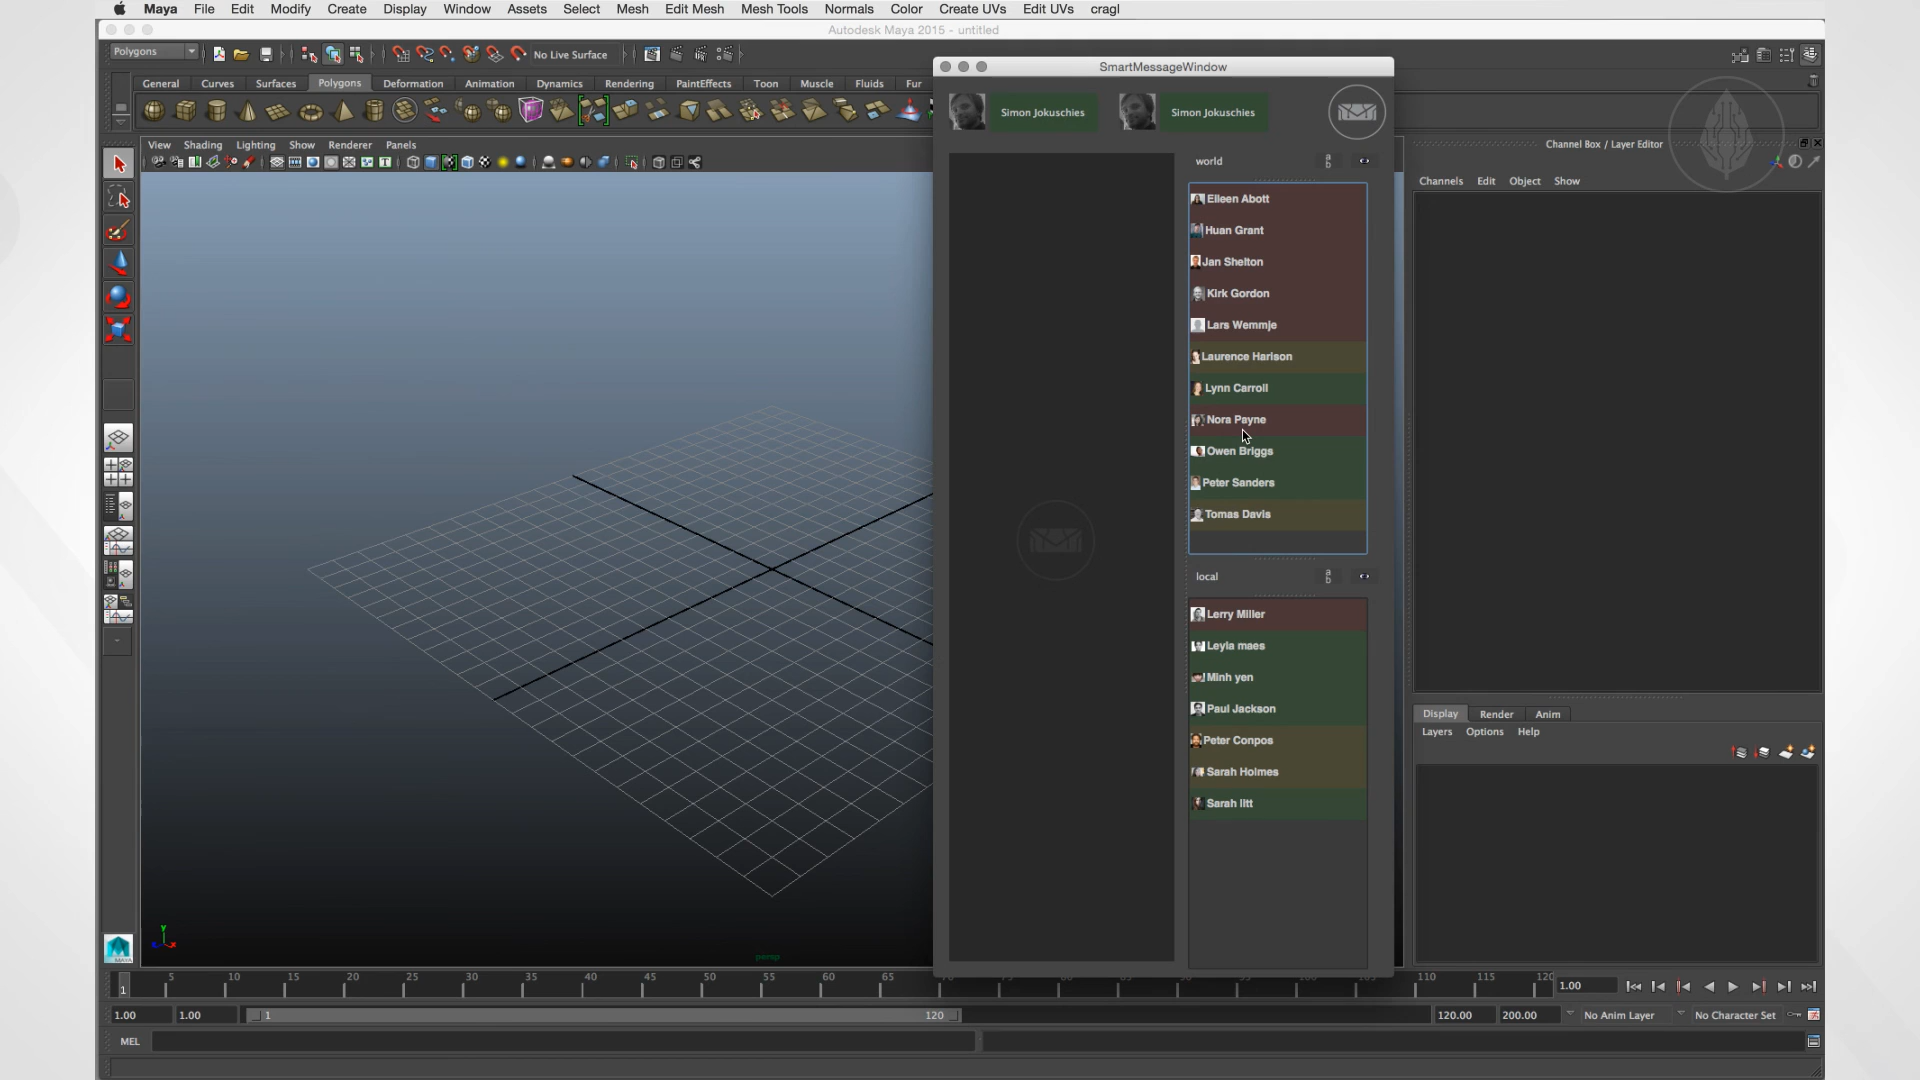 Maya File Edit Modify Create Display Window Assets Select Mesh Edit Mesh Mesh Tools Normals Color Create UVs Edit UVs cragl
Autodesk Maya 2015 - untitled
Polygons
No Live Surface
General Curves Surfaces Polygons Deformation Animation Dynamics Rendering PaintEffects Toon Muscle Fluids Fur
View Shading Lighting Show Renderer Panels
SmartMessageWindow
Simon Jokuschies
Simon Jokuschies
world
a
b
Eileen Abott
Huan Grant
Jan Shelton
Kirk Gordon
Lars Wemmje
Laurence Harison
Lynn Carroll
Nora Payne
Owen Briggs
Peter Sanders
Tomas Davis
local
a
b
Lerry Miller
Leyla maes
Minh yen
Paul Jackson
Peter Conpos
Sarah Holmes
Sarah litt
Channel Box / Layer Editor
Channels Edit Object Show
Display Render Anim
Layers Options Help
MAYA
y
persp
1 5 10 15 20 25 30 35 40 45 50 55 60 65 110 115 120
1.00
1.00 1.00 1 120 120.00 200.00 No Anim Layer No Character Set
MEL